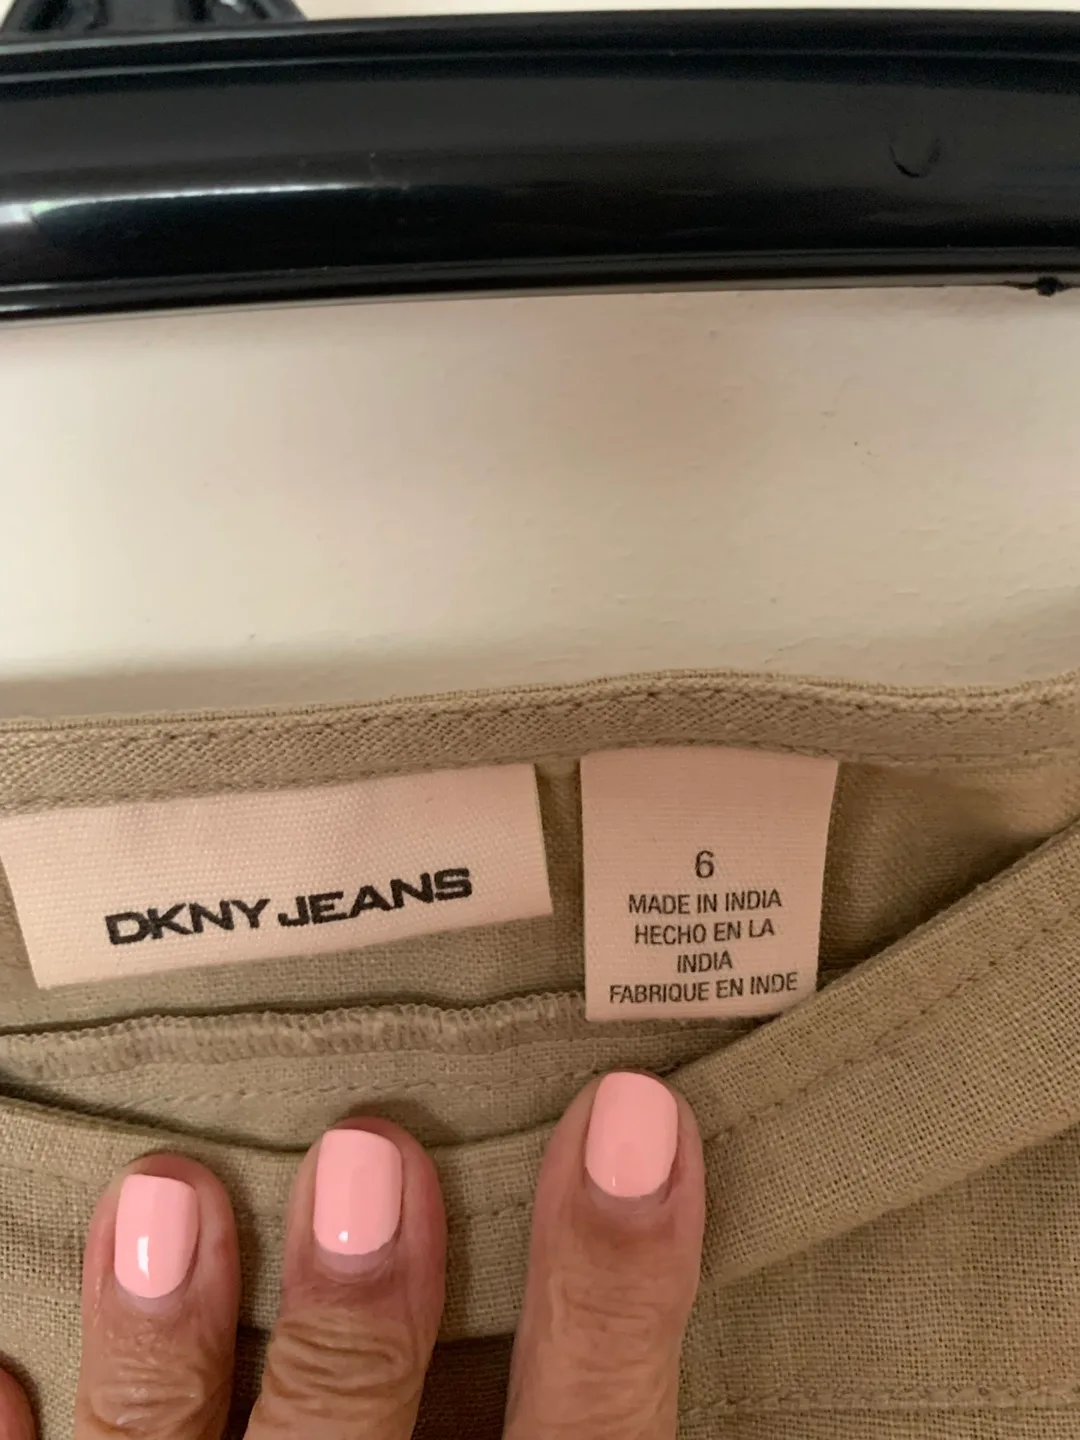 DKNY JEANS
6
MADE IN INDIA
HECHO EN LA
INDIA
FABRIQUE EN INDE